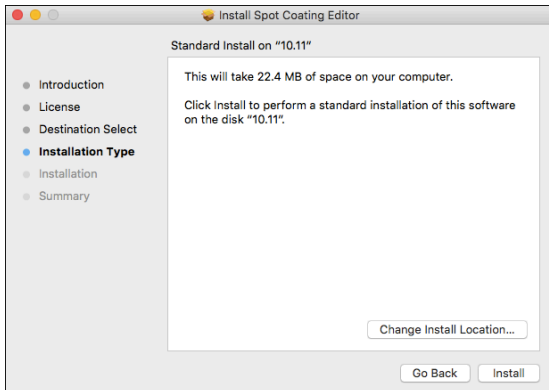 Install Spot Coating Editor
Standard Install on “10.11”
Introduction
License
Destination Select
Installation Type
Installation
Summary
This will take 22.4 MB of space on your computer.
Click Install to perform a standard installation of this software
on the disk “10.11”.
Change Install Location...
Go Back
Install